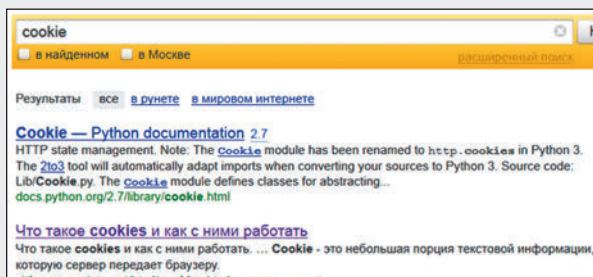 cookie
в найденном в Москве расширенный поиск
Результаты все в рунете в мировом интернете
Cookie — Python documentation 2.7
HTTP state management. Note: The Cookie module has been renamed to http.cookies in Python 3.
The 2to3 tool will automatically adapt imports when converting your sources to Python 3. Source code:
Lib/Cookie.py. The Cookie module defines classes for abstracting...
docs.python.org/2.7/library/cookie.html
Что такое cookies и как с ними работать
Что такое cookies и как с ними работать. ... Cookie - это небольшая порция текстовой информации,
которую сервер передает браузеру.